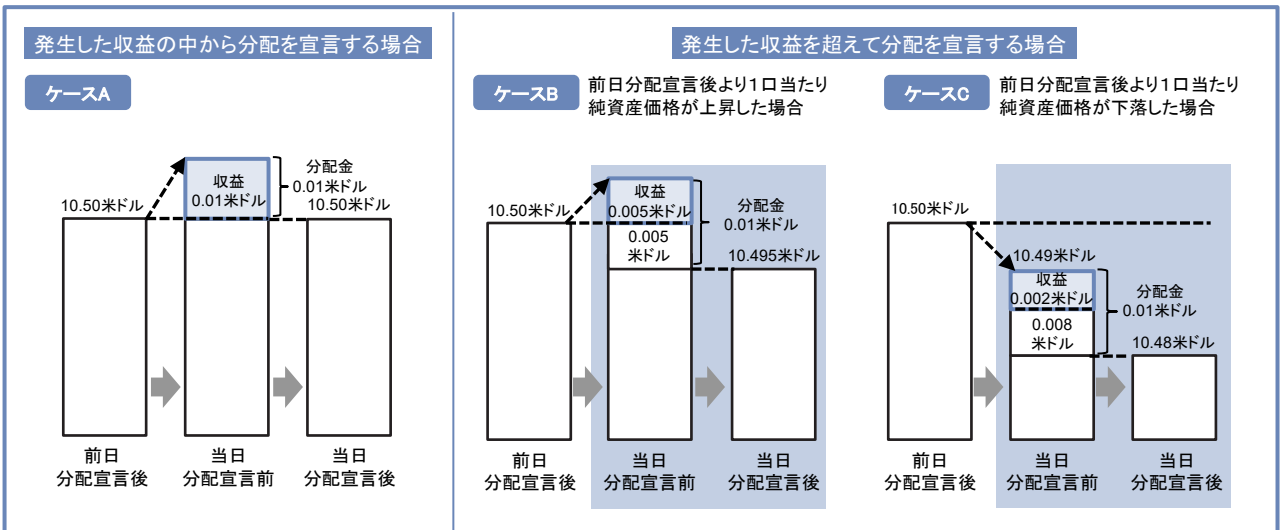 発生した収益の中から分配を宣言する場合
ケースA
分配金
0.01米ドル
収益
0.01米ドル
10.50米ドル
10.50米ドル
前日
分配宣言後
当日
分配宣言前
当日
分配宣言後
発生した収益を超えて分配を宣言する場合
ケースB
前日分配宣言後より1口当たり
純資産価格が上昇した場合
10.50米ドル
収益
0.005米ドル
0.005
米ドル
分配金
0.01米ドル
10.495米ドル
前日
分配宣言後
当日
分配宣言前
当日
分配宣言後
ケースC
前日分配宣言後より1口当たり
純資産価格が下落した場合
10.50米ドル
10.49米ドル
収益
0.002米ドル
0.008
米ドル
分配金
0.01米ドル
10.48米ドル
前日
分配宣言後
当日
分配宣言前
当日
分配宣言後